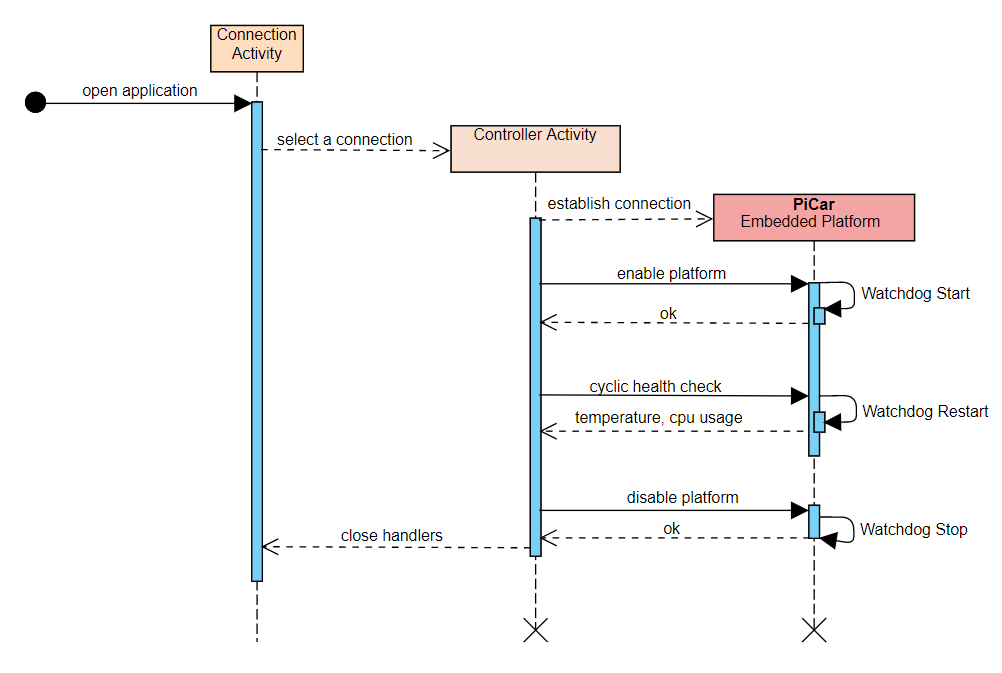 Connection
Activity
open application
select a connection
Controller Activity
establish connection
PiCar
Embedded Platform
enable platform
Watchdog Start
ok
cyclic health check
Watchdog Restart
temperature, cpu usage
disable platform
Watchdog Stop
ok
close handlers